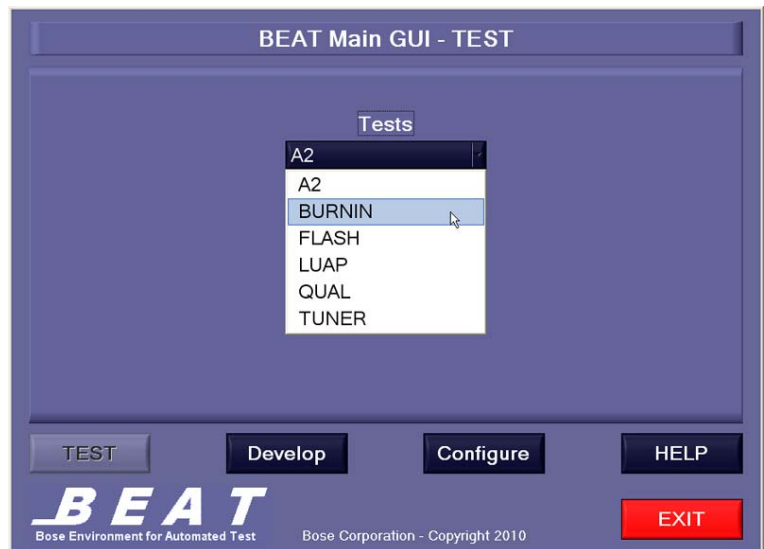 BEAT Main GUI - TEST
Tests
A2
A2
BURNIN
FLASH
LUAP
QUAL
TUNER
TEST
Develop
Configure
HELP
BEAT
Bose Environment for Automated Test
Bose Corporation - Copyright 2010
EXIT